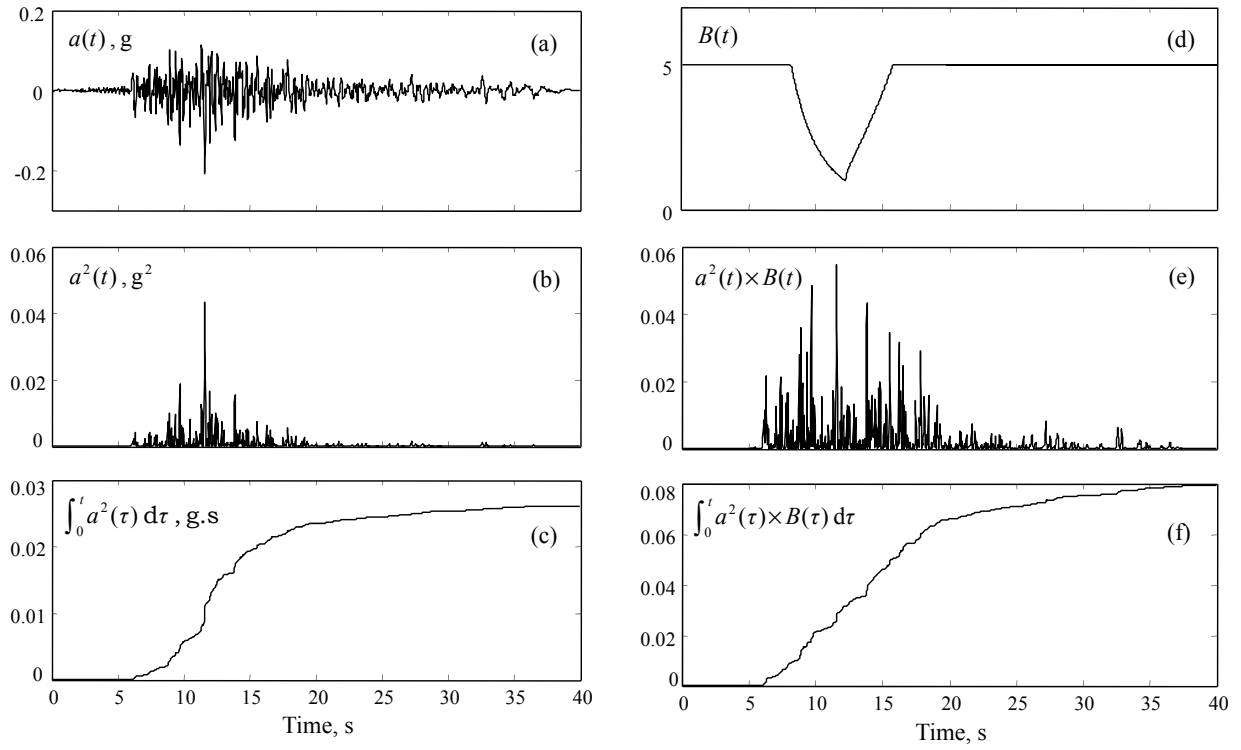 0.2
a(t), g
(a)
0
-0.2
0.06
a²(t), g²
(b)
0.04
0.02
0
0.03
∫₀ᵗ a²(τ) dτ, g.s
(c)
0.02
0.01
0
0 5 10 15 20 25 30 35 40
Time, s
B(t)
(d)
5
0
0.06
a²(t)×B(t)
(e)
0.04
0.02
0
0.08
∫₀ᵗ a²(τ)×B(τ) dτ
(f)
0.06
0.04
0.02
0
0 5 10 15 20 25 30 35 40
Time, s